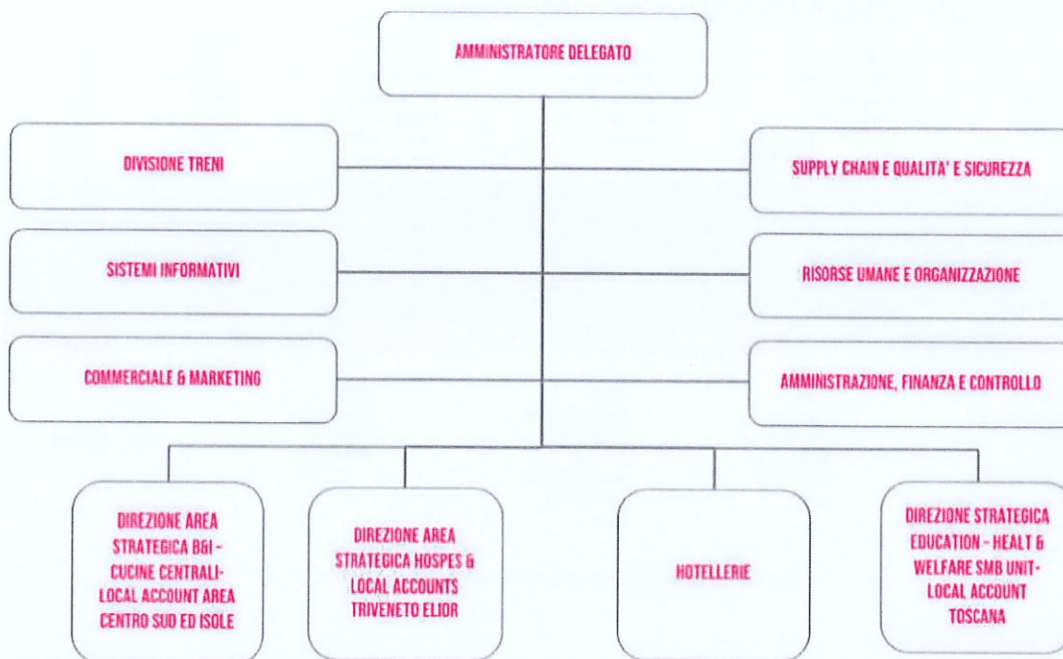 AMMINISTRATORE DELEGATO
DIVISIONE TRENI
SUPPLY CHAIN E QUALITA' E SICUREZZA
SISTEMI INFORMATIVI
RISORSE UMANE E ORGANIZZAZIONE
COMMERCIALE & MARKETING
AMMINISTRAZIONE, FINANZA E CONTROLLO
DIREZIONE AREA
STRATEGICA B&I -
CUCINE CENTRALI-
LOCAL ACCOUNT AREA
CENTRO SUD ED ISOLE
DIREZIONE AREA
STRATEGICA HOSPES &
LOCAL ACCOUNTS
TRIVENETO ELIOR
HOTELLERIE
DIREZIONE STRATEGICA
EDUCATION - HEALT &
WELFARE SMB UNIT-
LOCAL ACCOUNT
TOSCANA